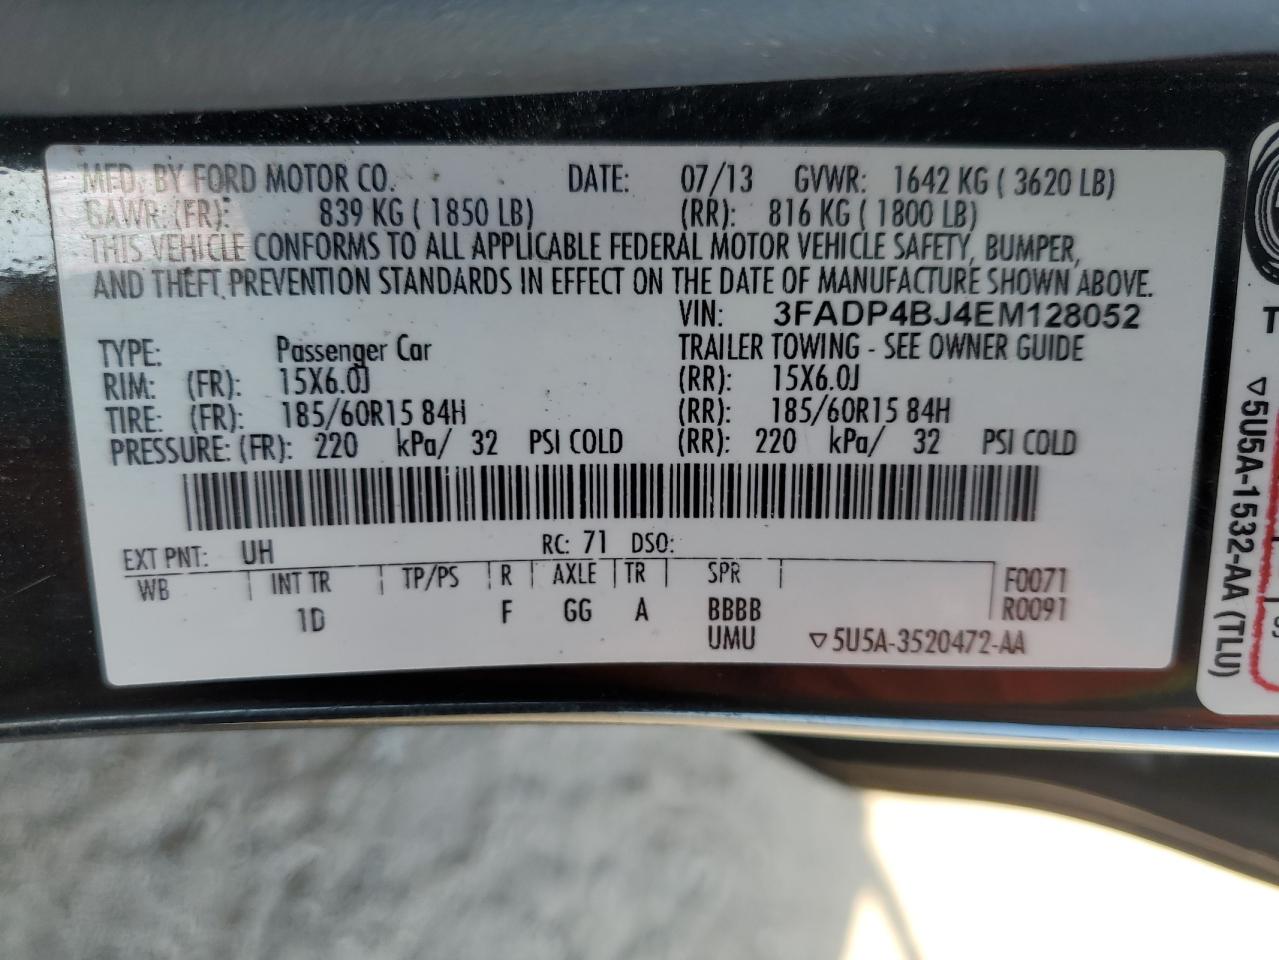 MFD. BY FORD MOTOR CO. DATE: 07/13 GVWR: 1642 KG ( 3620 LB)
GAWR: (FR): 839 KG ( 1850 LB) (RR): 816 KG ( 1800 LB)
THIS VEHICLE CONFORMS TO ALL APPLICABLE FEDERAL MOTOR VEHICLE SAFETY, BUMPER,
AND THEFT PREVENTION STANDARDS IN EFFECT ON THE DATE OF MANUFACTURE SHOWN ABOVE.
VIN: 3FADP4BJ4EM128052
TYPE: Passenger Car TRAILER TOWING - SEE OWNER GUIDE
RIM: (FR): 15X6.0J (RR): 15X6.0J
TIRE: (FR): 185/60R15 84H (RR): 185/60R15 84H
PRESSURE: (FR): 220 kPa/ 32 PSI COLD (RR): 220 kPa/ 32 PSI COLD
EXT PNT: UH RC: 71 DSO:
WB INT TR TP/PS R AXLE TR SPR F0071
1D F GG A BBBB R0091
UMU ▽5U5A-3520472-AA
▽5U5A-1532-AA (TLU)